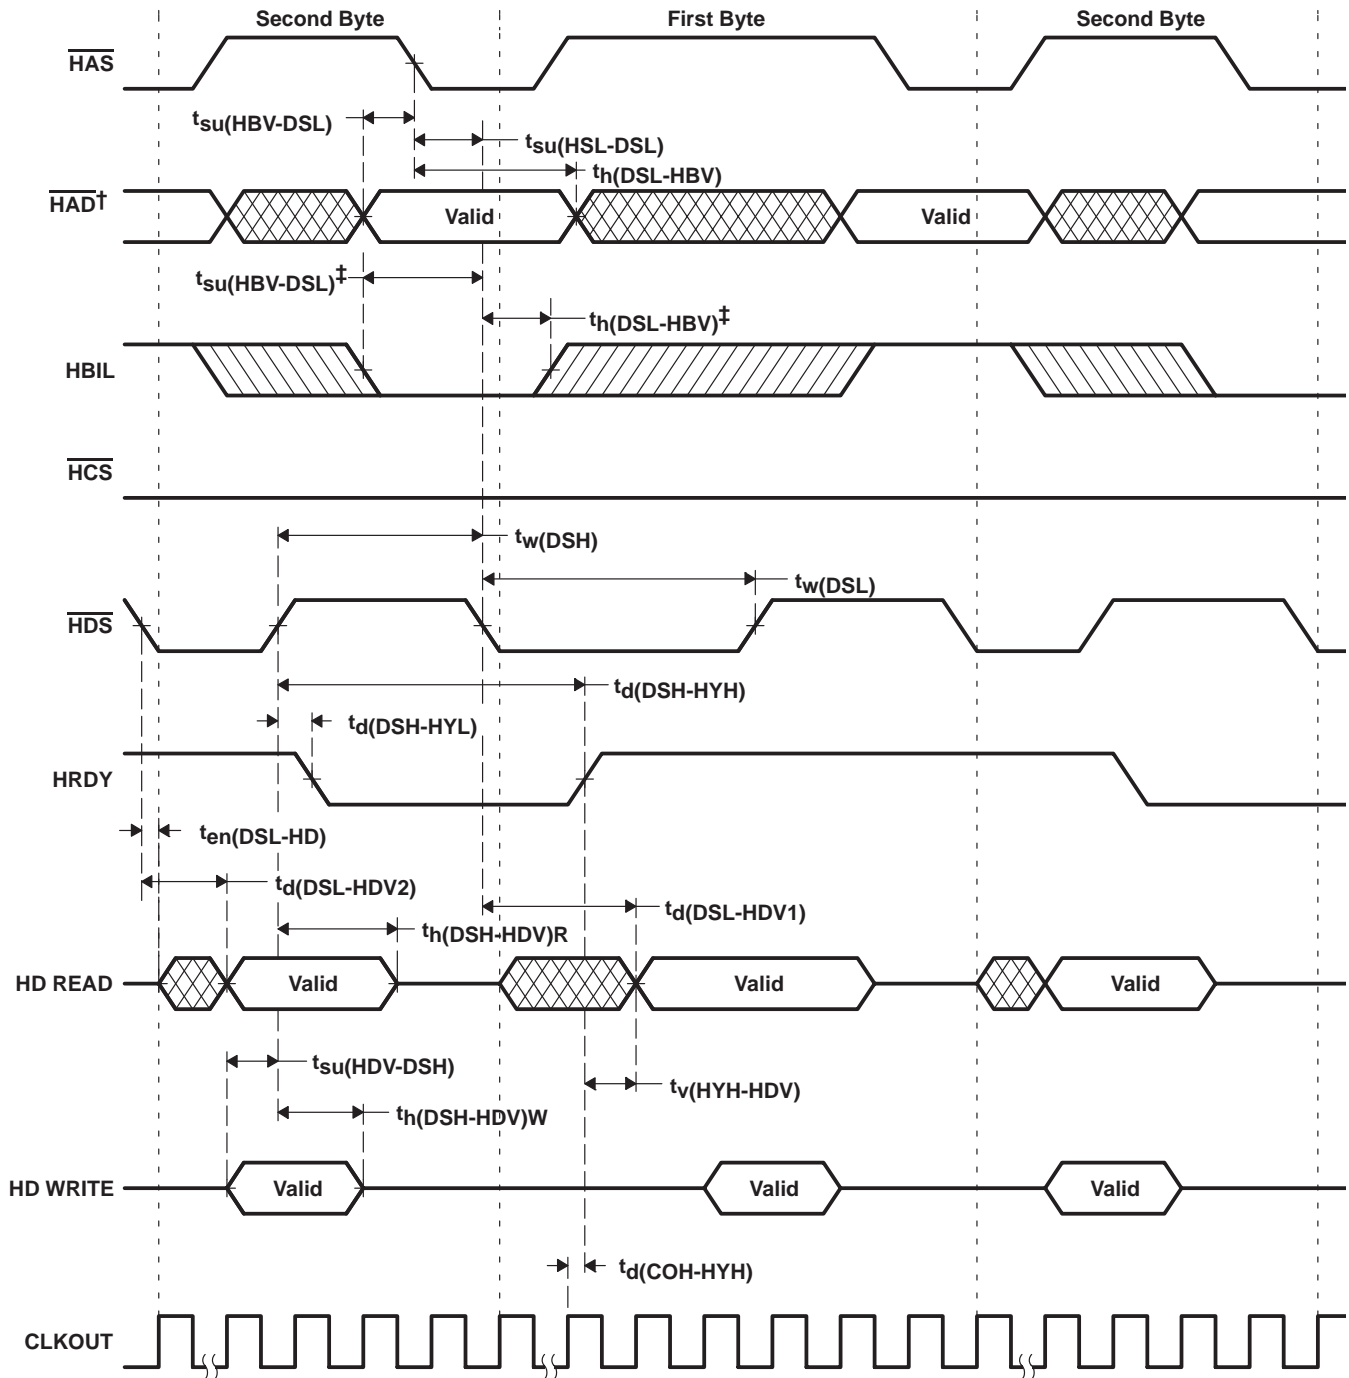 Second Byte First Byte Second Byte
HAS
tsu(HBV-DSL)
tsu(HSL-DSL)
th(DSL-HBV)
HAD†
Valid Valid
tsu(HBV-DSL)‡
th(DSL-HBV)‡
HBIL
HCS
tw(DSH)
tw(DSL)
HDS
td(DSH-HYH)
td(DSH-HYL)
HRDY
ten(DSL-HD)
td(DSL-HDV2)
td(DSL-HDV1)
th(DSH-HDV)R
HD READ
Valid Valid Valid
tsu(HDV-DSH)
tv(HYH-HDV)
th(DSH-HDV)W
HD WRITE
Valid Valid Valid
td(COH-HYH)
CLKOUT